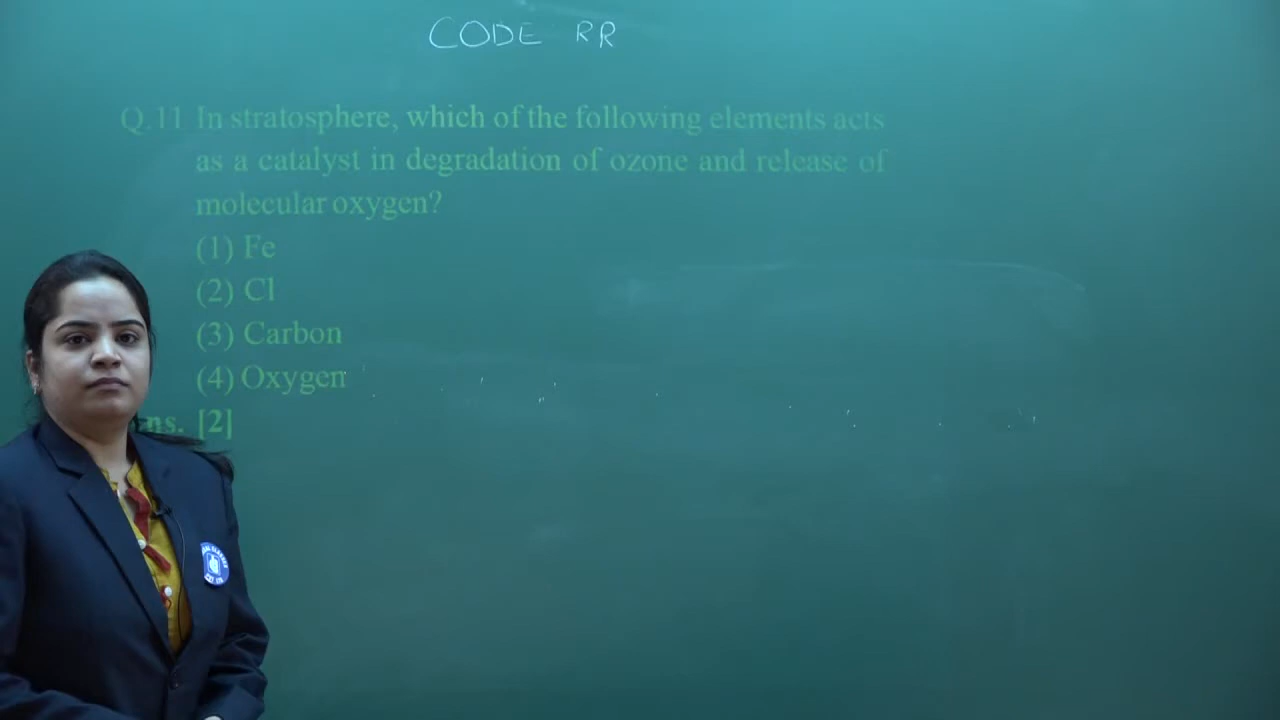 CODE RR
Q.11 In stratosphere, which of the following elements acts
as a catalyst in degradation of ozone and release of
molecular oxygen?
(1) Fe
(2) Cl
(3) Carbon
(4) Oxygen
ns. [2]